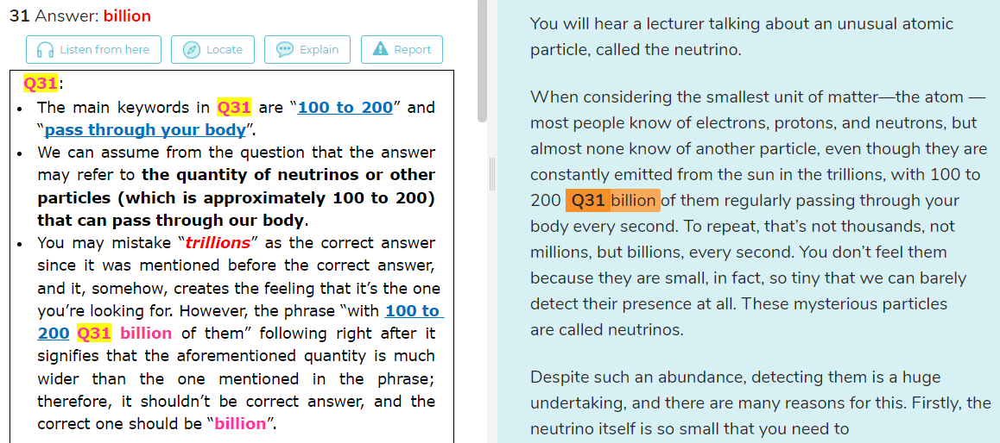 31 Answer: billion
Listen from here
Locate
Explain
Report
Q31:
• The main keywords in Q31 are “100 to 200” and
“pass through your body”.
• We can assume from the question that the answer
may refer to the quantity of neutrinos or other
particles (which is approximately 100 to 200)
that can pass through our body.
• You may mistake “trillions” as the correct answer
since it was mentioned before the correct answer,
and it, somehow, creates the feeling that it’s the one
you’re looking for. However, the phrase “with 100 to
200 Q31 billion of them” following right after it
signifies that the aforementioned quantity is much
wider than the one mentioned in the phrase;
therefore, it shouldn’t be correct answer, and the
correct one should be “billion”.
You will hear a lecturer talking about an unusual atomic
particle, called the neutrino.
When considering the smallest unit of matter—the atom —
most people know of electrons, protons, and neutrons, but
almost none know of another particle, even though they are
constantly emitted from the sun in the trillions, with 100 to
200 Q31 billion of them regularly passing through your
body every second. To repeat, that’s not thousands, not
millions, but billions, every second. You don’t feel them
because they are small, in fact, so tiny that we can barely
detect their presence at all. These mysterious particles
are called neutrinos.
Despite such an abundance, detecting them is a huge
undertaking, and there are many reasons for this. Firstly, the
neutrino itself is so small that you need to